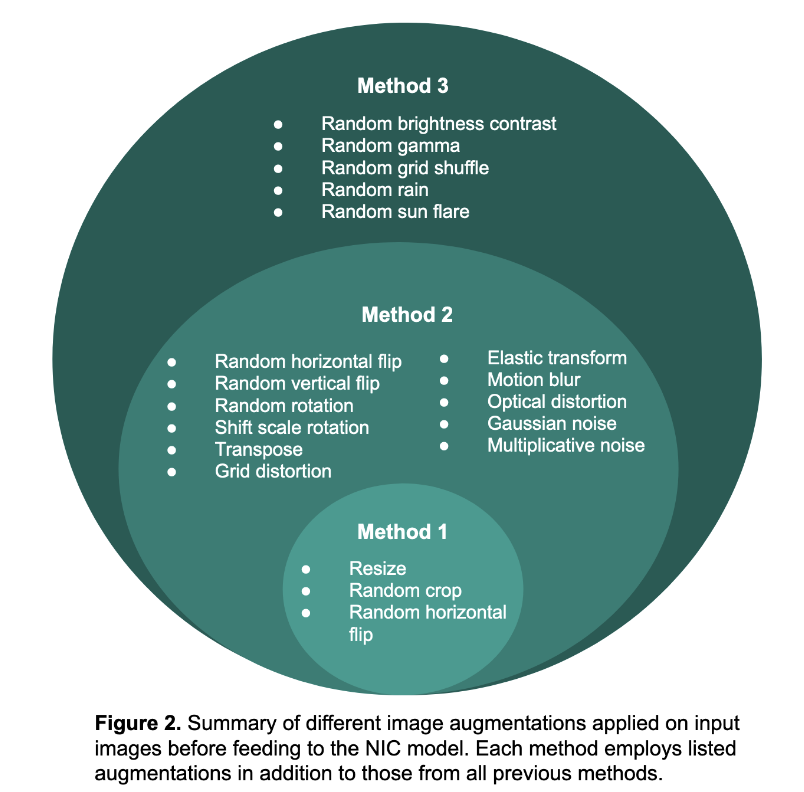 Method 3
● Random brightness contrast
● Random gamma
● Random grid shuffle
● Random rain
● Random sun flare
Method 2
● Random horizontal flip
● Random vertical flip
● Random rotation
● Shift scale rotation
● Transpose
● Grid distortion
● Elastic transform
● Motion blur
● Optical distortion
● Gaussian noise
● Multiplicative noise
Method 1
● Resize
● Random crop
● Random horizontal
flip
Figure 2. Summary of different image augmentations applied on input
images before feeding to the NIC model. Each method employs listed
augmentations in addition to those from all previous methods.